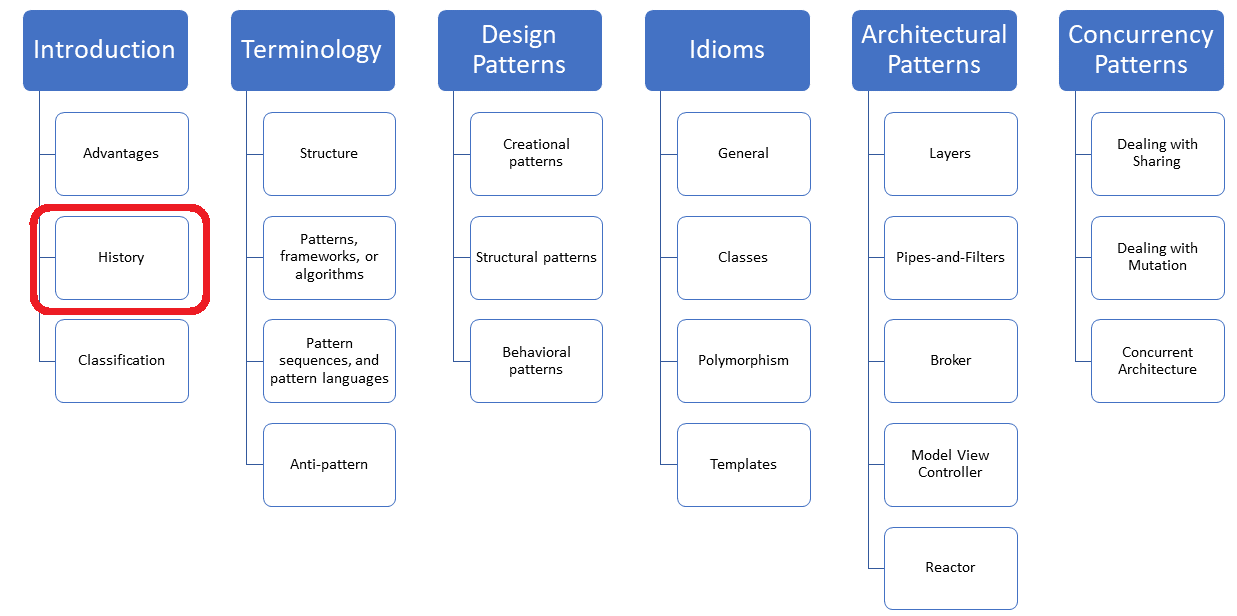 Introduction
Advantages
History
Classification
Terminology
Structure
Patterns,
frameworks, or
algorithms
Pattern
sequences, and
pattern languages
Anti-pattern
Design
Patterns
Creational
patterns
Structural patterns
Behavioral
patterns
Idioms
General
Classes
Polymorphism
Templates
Architectural
Patterns
Layers
Pipes-and-Filters
Broker
Model View
Controller
Reactor
Concurrency
Patterns
Dealing with
Sharing
Dealing with
Mutation
Concurrent
Architecture